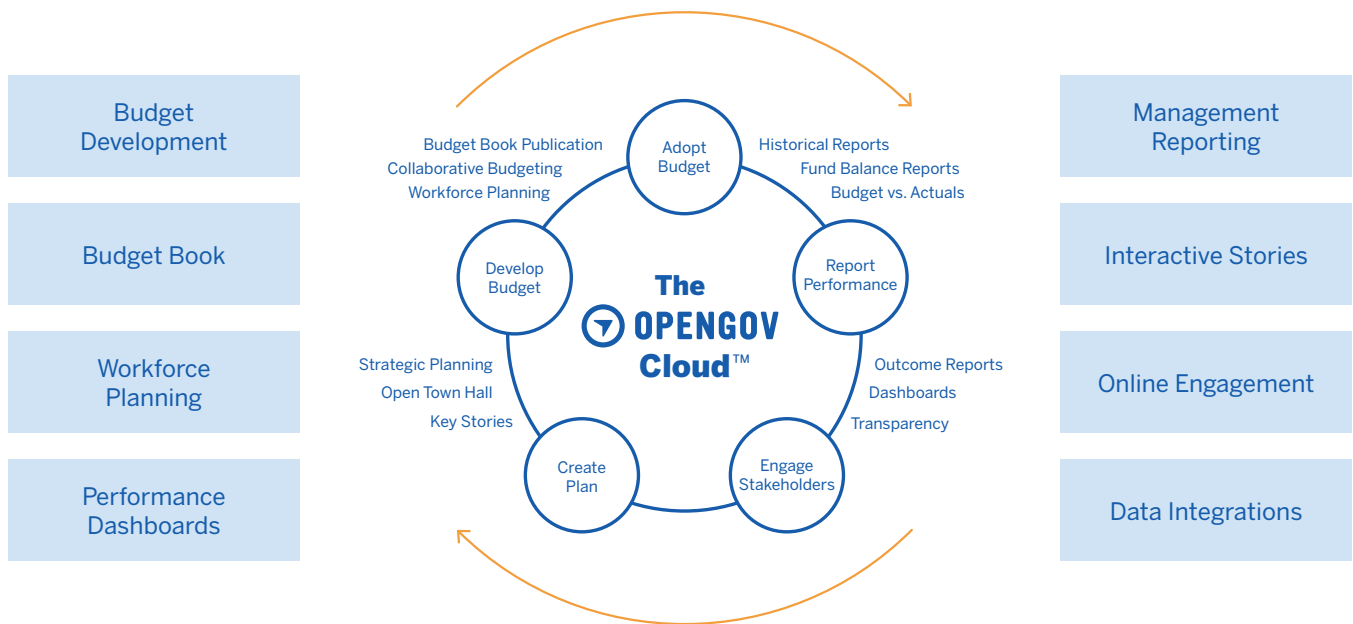 Budget
Development
Budget Book
Workforce
Planning
Performance
Dashboards
Budget Book Publication
Collaborative Budgeting
Workforce Planning
Adopt
Budget
Historical Reports
Fund Balance Reports
Budget vs. Actuals
Develop
Budget
Report
Performance
The
OPENGOV
Cloud™
Strategic Planning
Open Town Hall
Key Stories
Outcome Reports
Dashboards
Transparency
Create
Plan
Engage
Stakeholders
Management
Reporting
Interactive Stories
Online Engagement
Data Integrations